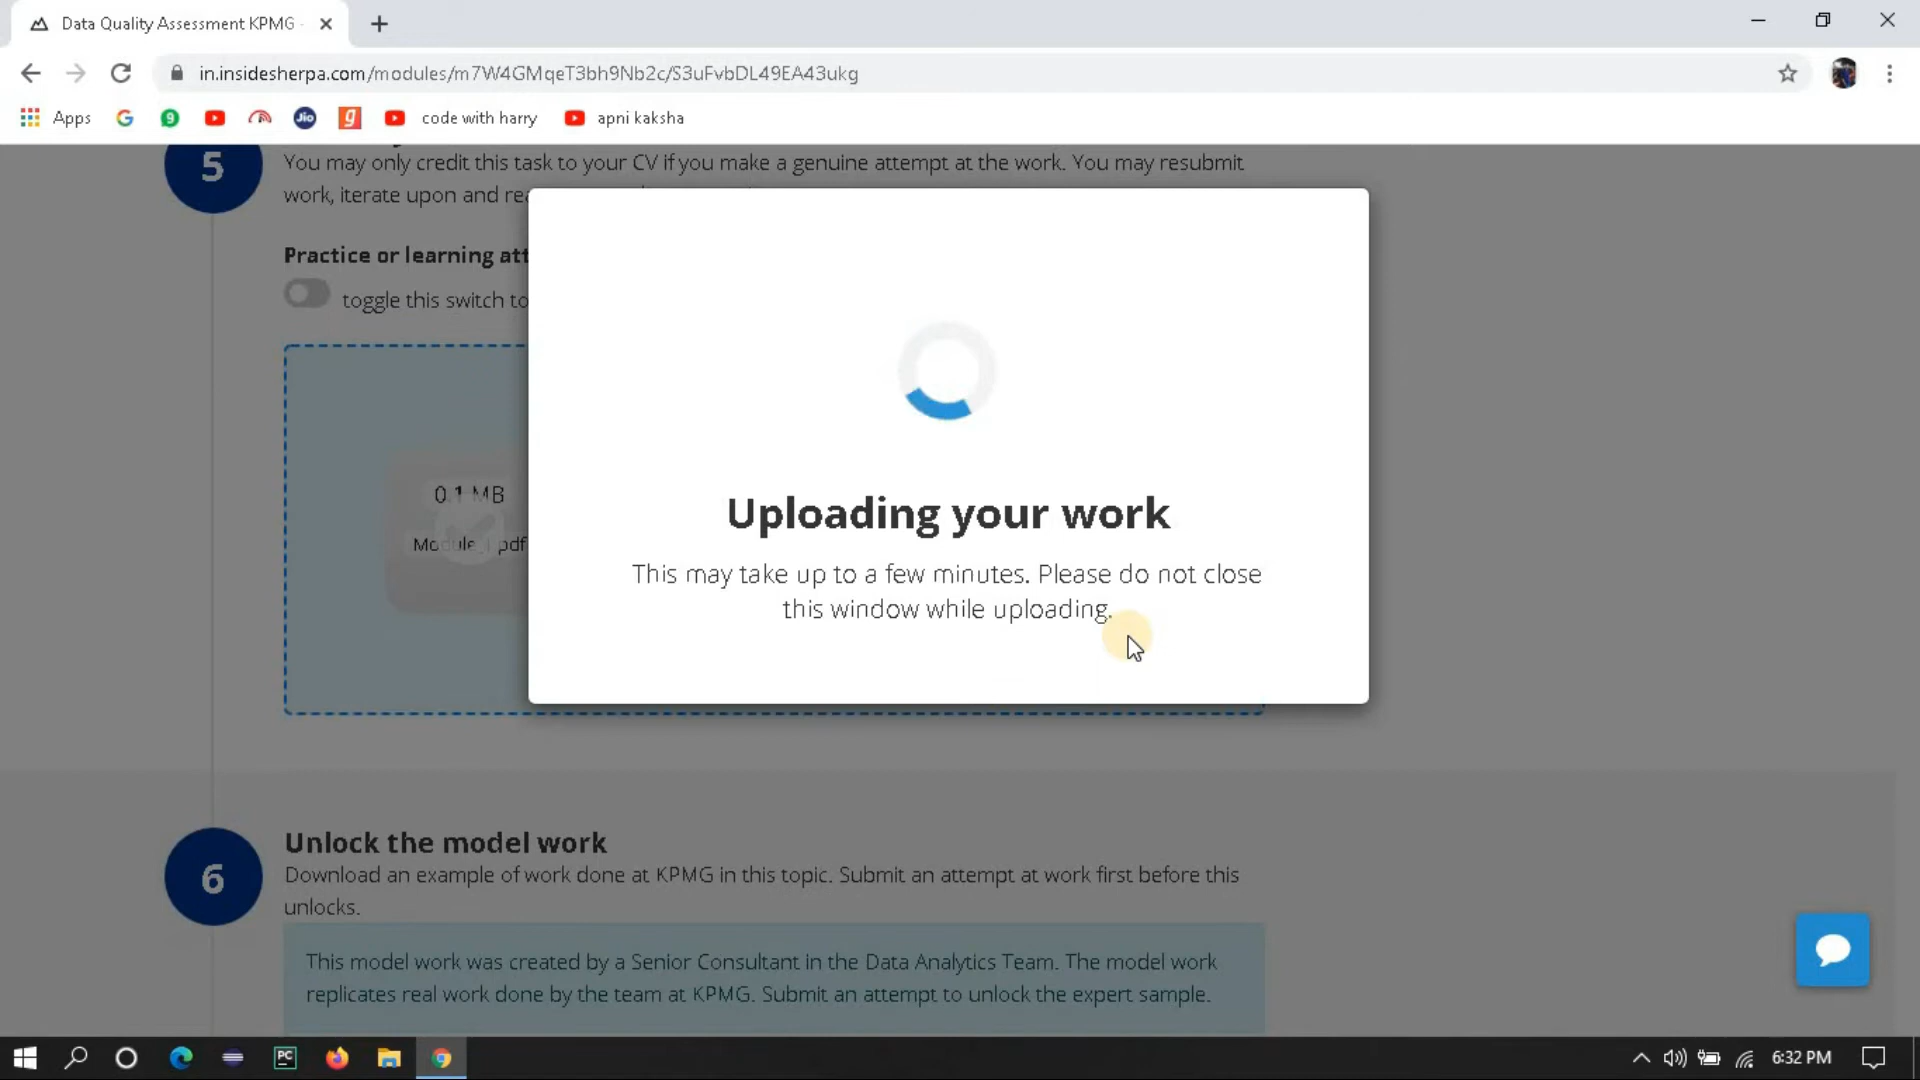 Data Quality Assessment KPMG -
in.insidesherpa.com/modules/m7W4GMqeT3bh9Nb2c/S3uFvbDL49EA43ukg
Apps
9
Jio
g
code with harry
apni kaksha
5
You may only credit this task to your CV if you make a genuine attempt at the work. You may resubmit
work, iterate upon and
Practice or learning
toggle this switch to
0.1 MB
Uploading your work
This may take up to a few minutes. Please do not close
this window while uploading.
6
Unlock the model work
Download an example of work done at KPMG in this topic. Submit an attempt at work first before this
unlocks.
This model work was created by a Senior Consultant in the Data Analytics Team. The model work
replicates real work done by the team at KPMG. Submit an attempt to unlock the expert sample.
PC
6:32 PM